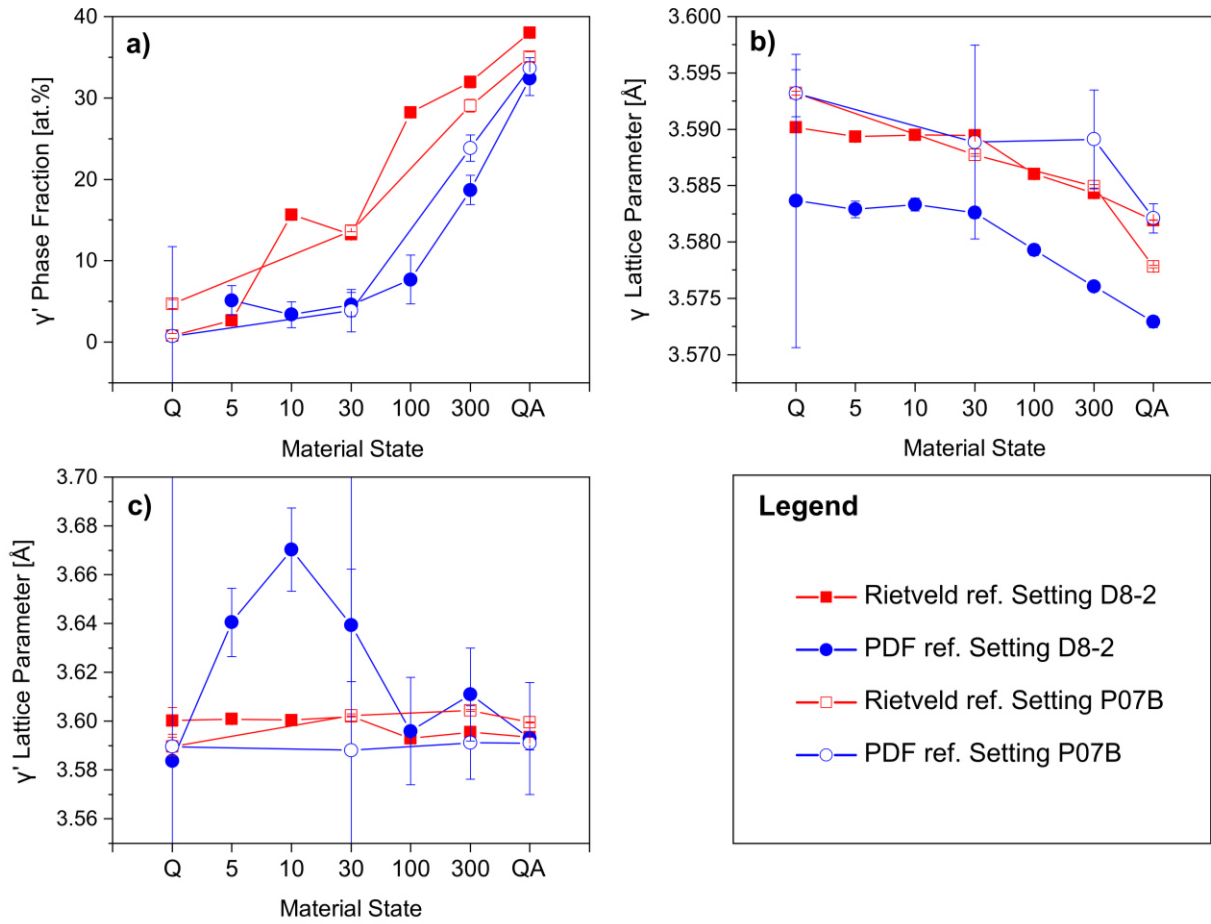 a)
γ' Phase Fraction [at.%]
40
30
20
10
0
Q 5 10 30 100 300 QA
Material State
b)
γ Lattice Parameter [Å]
3.600
3.595
3.590
3.585
3.580
3.575
3.570
Q 5 10 30 100 300 QA
Material State
c)
γ' Lattice Parameter [Å]
3.70
3.68
3.66
3.64
3.62
3.60
3.58
3.56
Q 5 10 30 100 300 QA
Material State
Legend
Rietveld ref. Setting D8-2
PDF ref. Setting D8-2
Rietveld ref. Setting P07B
PDF ref. Setting P07B